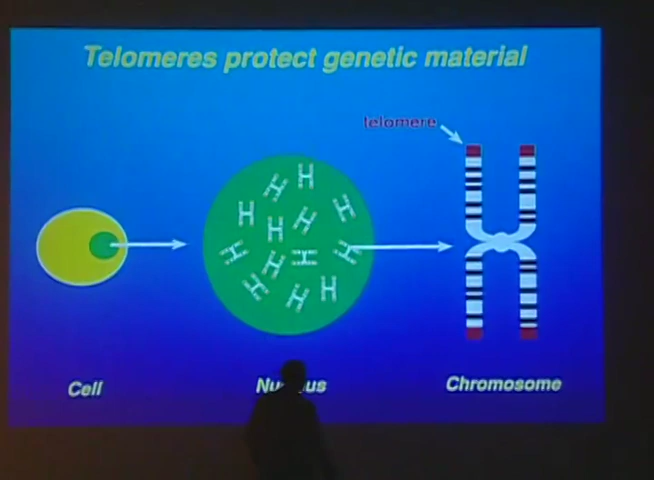 Telomeres protect genetic material
telomere
Cell
Nucleus
Chromosome